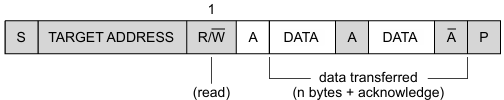 1
S TARGET ADDRESS R/W̅ A DATA A DATA A̅ P
(read)
data transferred
(n bytes + acknowledge)